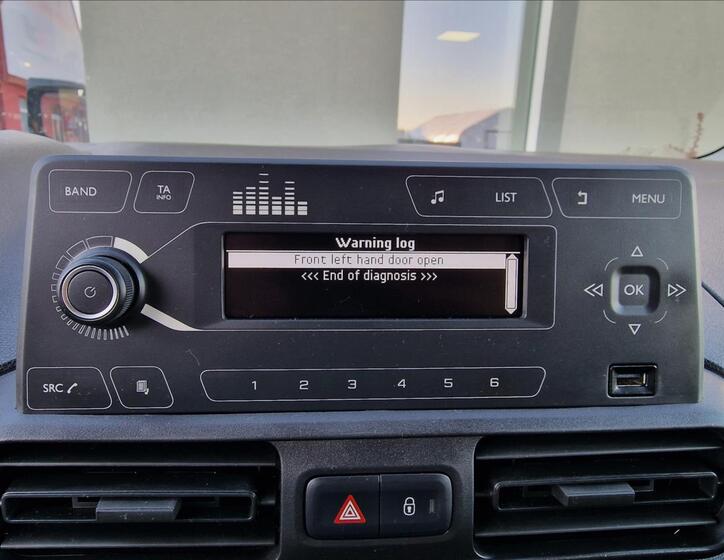 BAND
TA
INFO
LIST
MENU
Warning log
Front left hand door open
<<< End of diagnosis >>>
OK
SRC
1 2 3 4 5 6